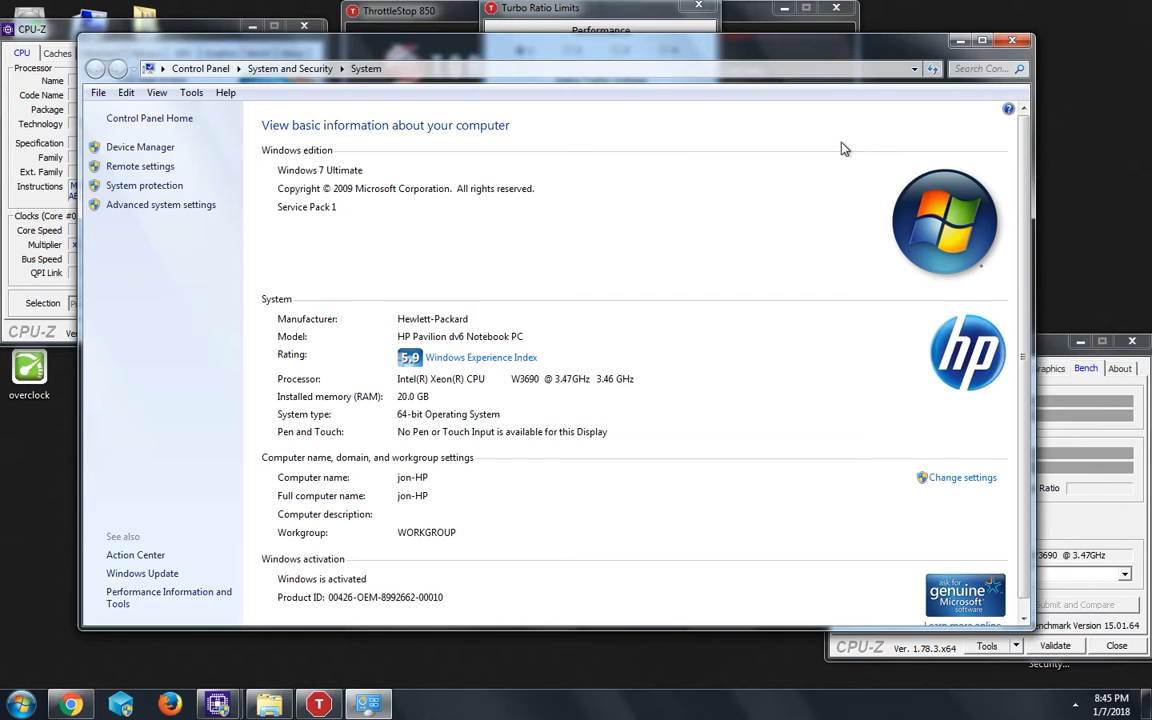 CPU-Z
ThrottleStop 850
Turbo Ratio Limits
Performance
CPU
Caches
Processor
Name
Code Name
Package
Technology
Specification
Family
Ext. Family
Instructions
Clocks (Core #0
Core Speed
Multiplier
Bus Speed
QPI Link
Selection
CPU-Z
overclock
Control Panel
System and Security
System
Search Con...
File
Edit
View
Tools
Help
Control Panel Home
Device Manager
Remote settings
System protection
Advanced system settings
See also
Action Center
Windows Update
Performance Information and
Tools
View basic information about your computer
Windows edition
Windows 7 Ultimate
Copyright © 2009 Microsoft Corporation. All rights reserved.
Service Pack 1
System
Manufacturer: Hewlett-Packard
Model: HP Pavilion dv6 Notebook PC
Rating: 5.9 Windows Experience Index
Processor: Intel(R) Xeon(R) CPU W3690 @ 3.47GHz 3.46 GHz
Installed memory (RAM): 20.0 GB
System type: 64-bit Operating System
Pen and Touch: No Pen or Touch Input is available for this Display
hp
Computer name, domain, and workgroup settings
Computer name: jon-HP
Full computer name: jon-HP
Computer description:
Workgroup: WORKGROUP
Change settings
Windows activation
Windows is activated
Product ID: 00426-OEM-8992662-00010
ask for
genuine
Microsoft
software
Learn more online
raphics
Bench
About
Ratio
3690 @ 3.47GHz
ubmit and Compare
nchmark Version 15.01.64
CPU-Z
Ver. 1.78.3.x64
Tools
Validate
Close
Security...
8:45 PM
1/7/2018